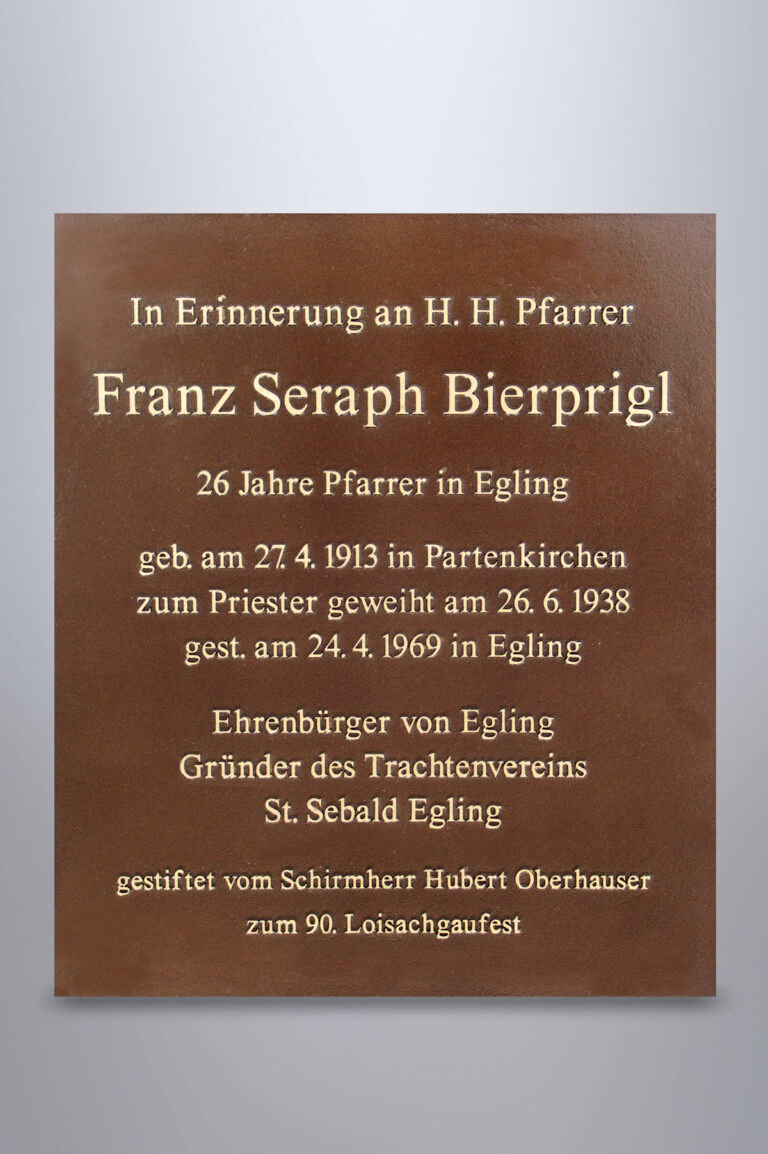 In Erinnerung an H. H. Pfarrer
Franz Seraph Bierprigl
26 Jahre Pfarrer in Egling
geb. am 27. 4. 1913 in Partenkirchen
zum Priester geweiht am 26. 6. 1938
gest. am 24. 4. 1969 in Egling
Ehrenbürger von Egling
Gründer des Trachtenvereins
St. Sebald Egling
gestiftet vom Schirmherr Hubert Oberhauser
zum 90. Loisachgaufest